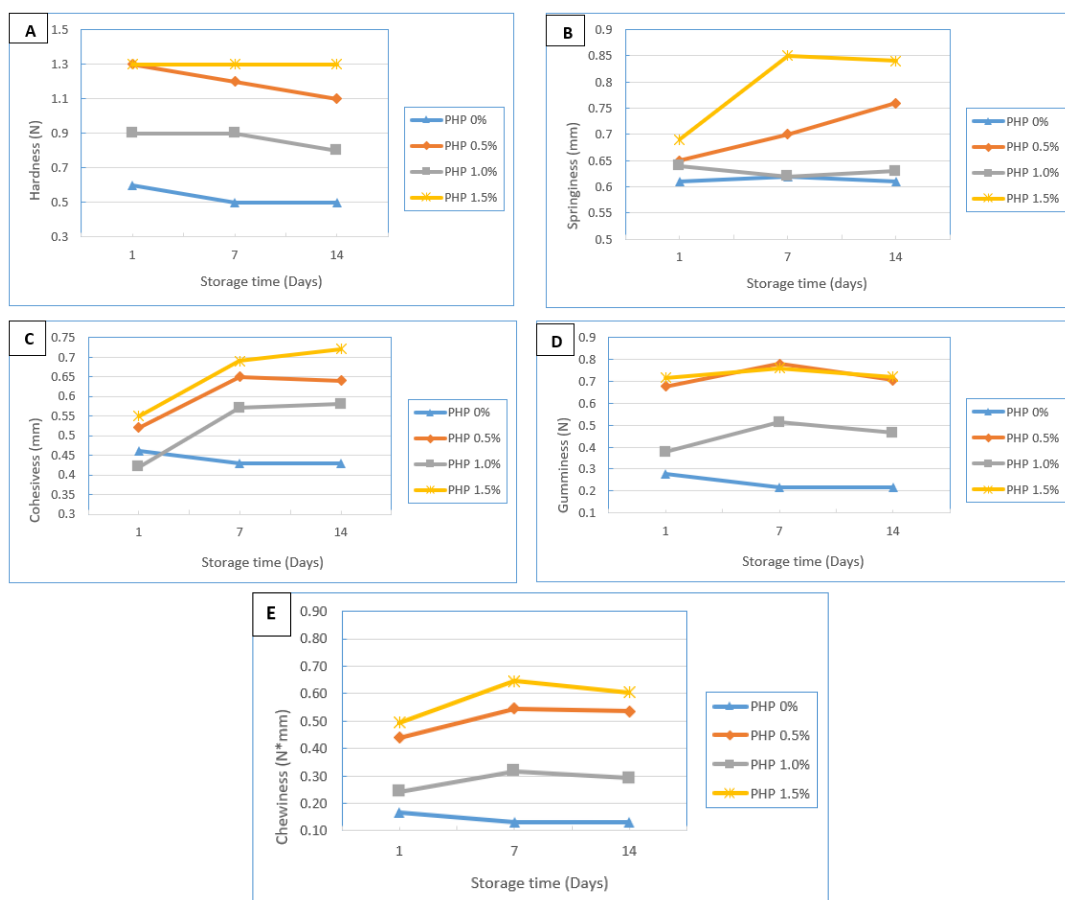 A
1.5
1.3
1.1
0.9
0.7
0.5
0.3
Hardness (N)
1
7
14
Storage time (Days)
PHP 0%
PHP 0.5%
PHP 1.0%
PHP 1.5%
B
0.9
0.85
0.8
0.75
0.7
0.65
0.6
0.55
0.5
Springiness (mm)
1
7
14
Storage time (days)
PHP 0%
PHP 0.5%
PHP 1.0%
PHP 1.5%
C
0.75
0.7
0.65
0.6
0.55
0.5
0.45
0.4
0.35
0.3
Cohesivess (mm)
1
7
14
Storage time (Days)
PHP 0%
PHP 0.5%
PHP 1.0%
PHP 1.5%
D
0.9
0.8
0.7
0.6
0.5
0.4
0.3
0.2
0.1
Gumminess (N)
1
7
14
Storage time (Days)
PHP 0%
PHP 0.5%
PHP 1.0%
PHP 1.5%
E
0.90
0.80
0.70
0.60
0.50
0.40
0.30
0.20
0.10
Chewiness (N*mm)
1
7
14
Storage time (Days)
PHP 0%
PHP 0.5%
PHP 1.0%
PHP 1.5%